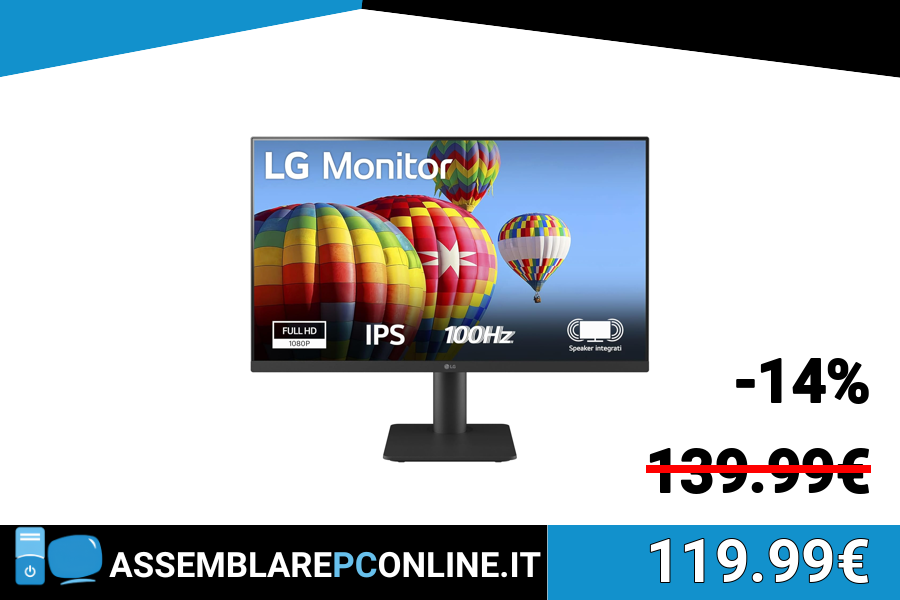 LG Monitor
FULL HD
1080P
IPS
100Hz
Speaker integrati
LG
-14%
139.99€
ASSEMBLAREPCONLINE.IT
119.99€